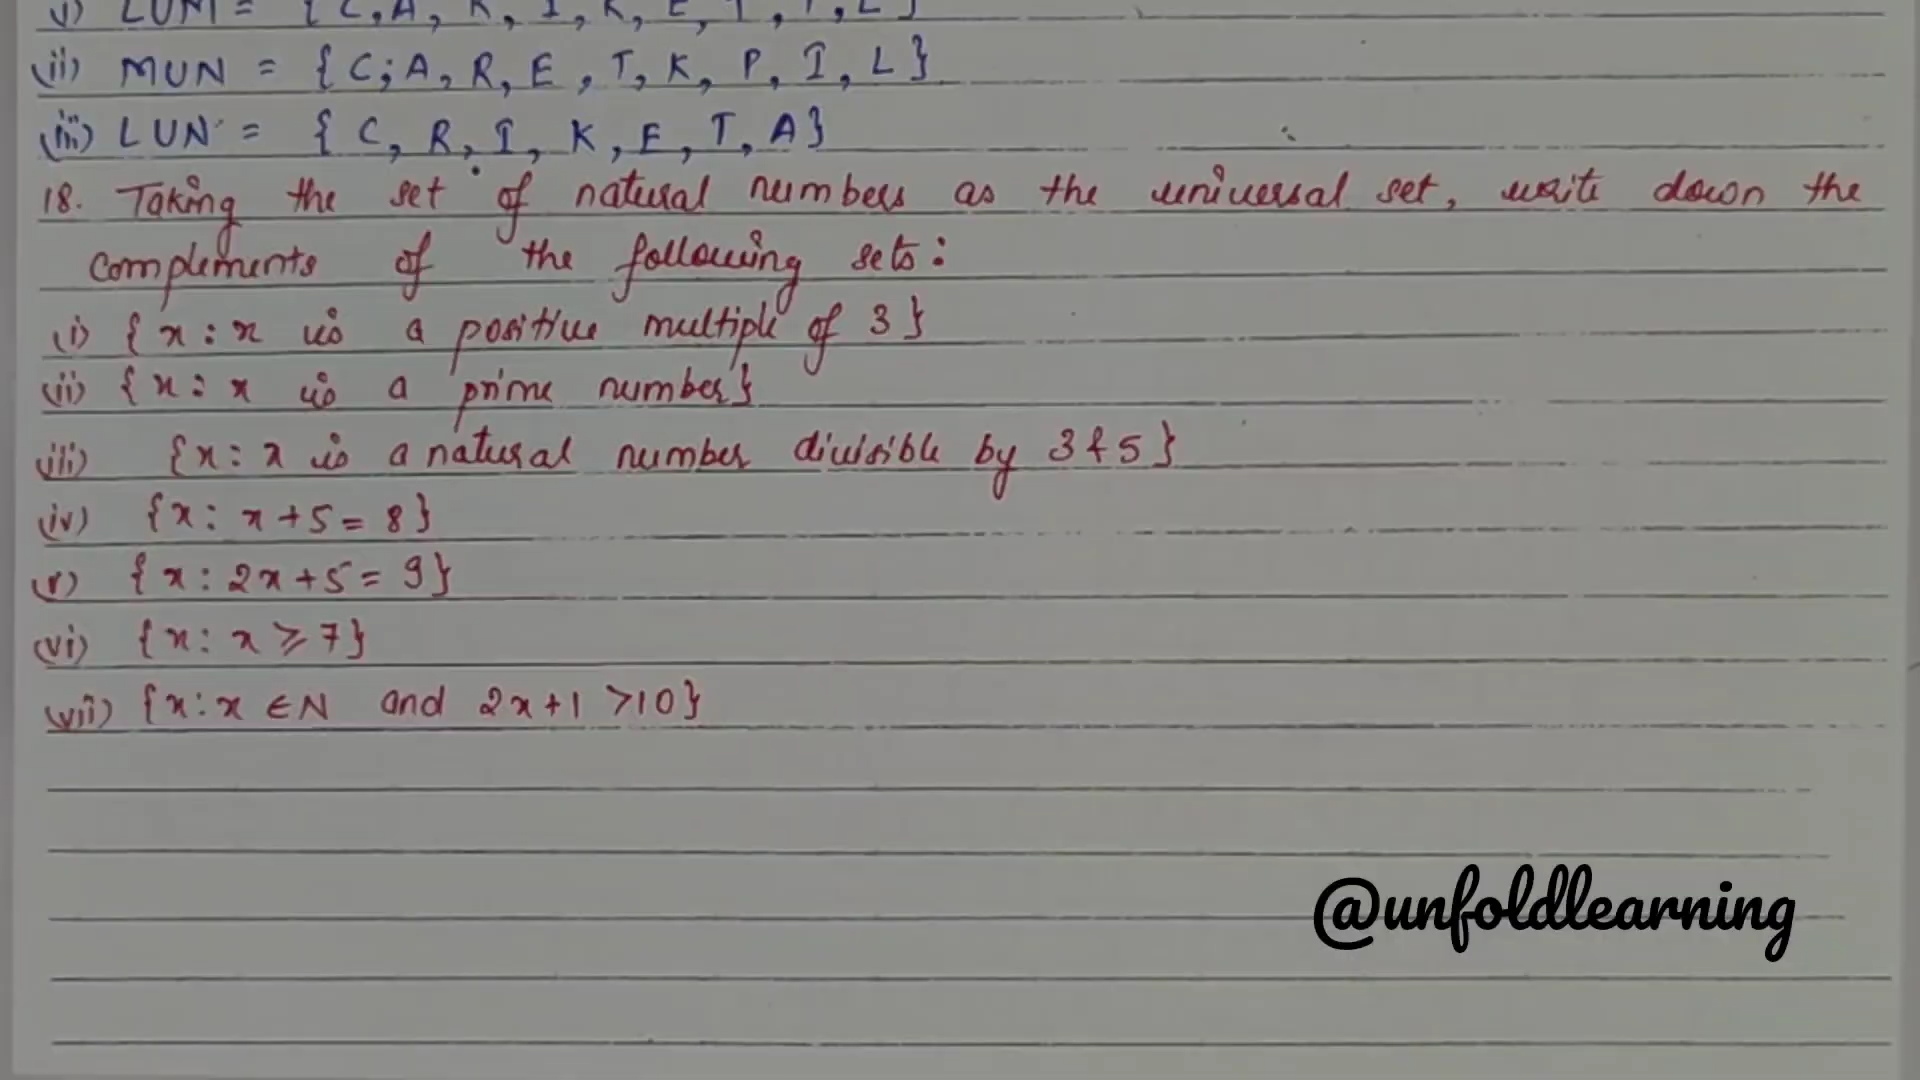 i) LUM = { C, A, R, I, K, E, T, P, L }
(ii) MUN = { C, A, R, E, T, K, P, I, L }
(iii) LUN = { C, R, I, K, E, T, A }
18. Taking the set of natural numbers as the universal set, write down the
complements of the following sets:
(i) { x : x is a positive multiple of 3 }
(ii) { x : x is a prime number }
(iii) { x : x is a natural number divisible by 3 & 5 }
(iv) { x : x + 5 = 8 }
(v) { x : 2x + 5 = 9 }
(vi) { x : x ⩾ 7 }
(vii) { x : x ∈ N and 2x + 1 > 10 }
@unfoldlearning